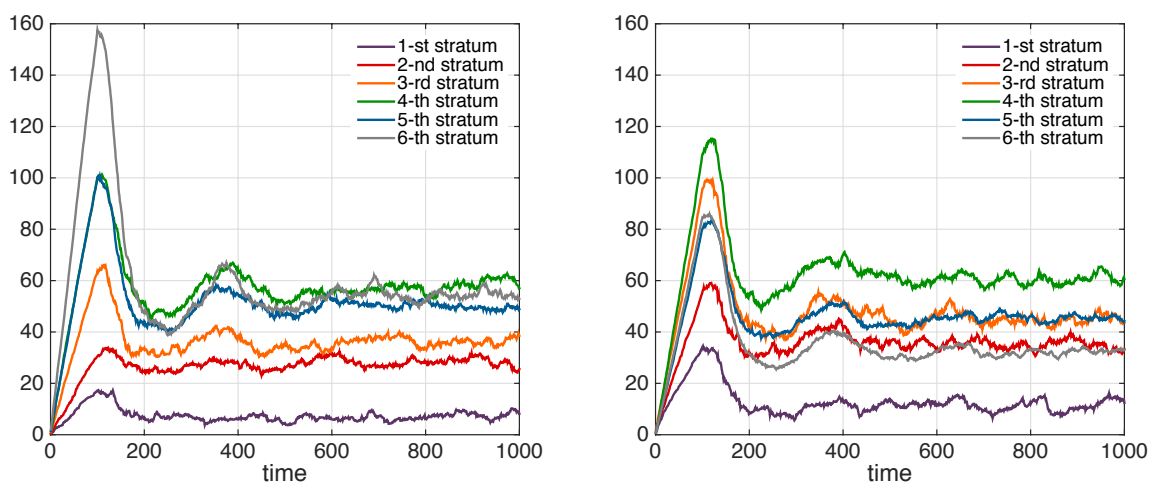 160
140
120
100
80
60
40
20
0
0 200 400 600 800 1000
time
1-st stratum
2-nd stratum
3-rd stratum
4-th stratum
5-th stratum
6-th stratum
160
140
120
100
80
60
40
20
0
0 200 400 600 800 1000
time
1-st stratum
2-nd stratum
3-rd stratum
4-th stratum
5-th stratum
6-th stratum